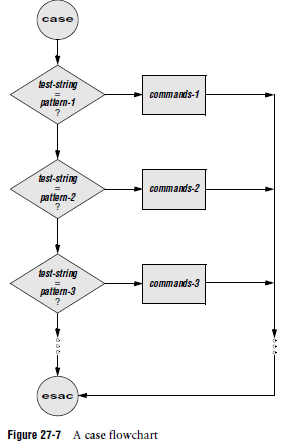 case
test-string
=
pattern-1
?
commands-1
test-string
=
pattern-2
?
commands-2
test-string
=
pattern-3
?
commands-3
esac
Figure 27-7 A case flowchart